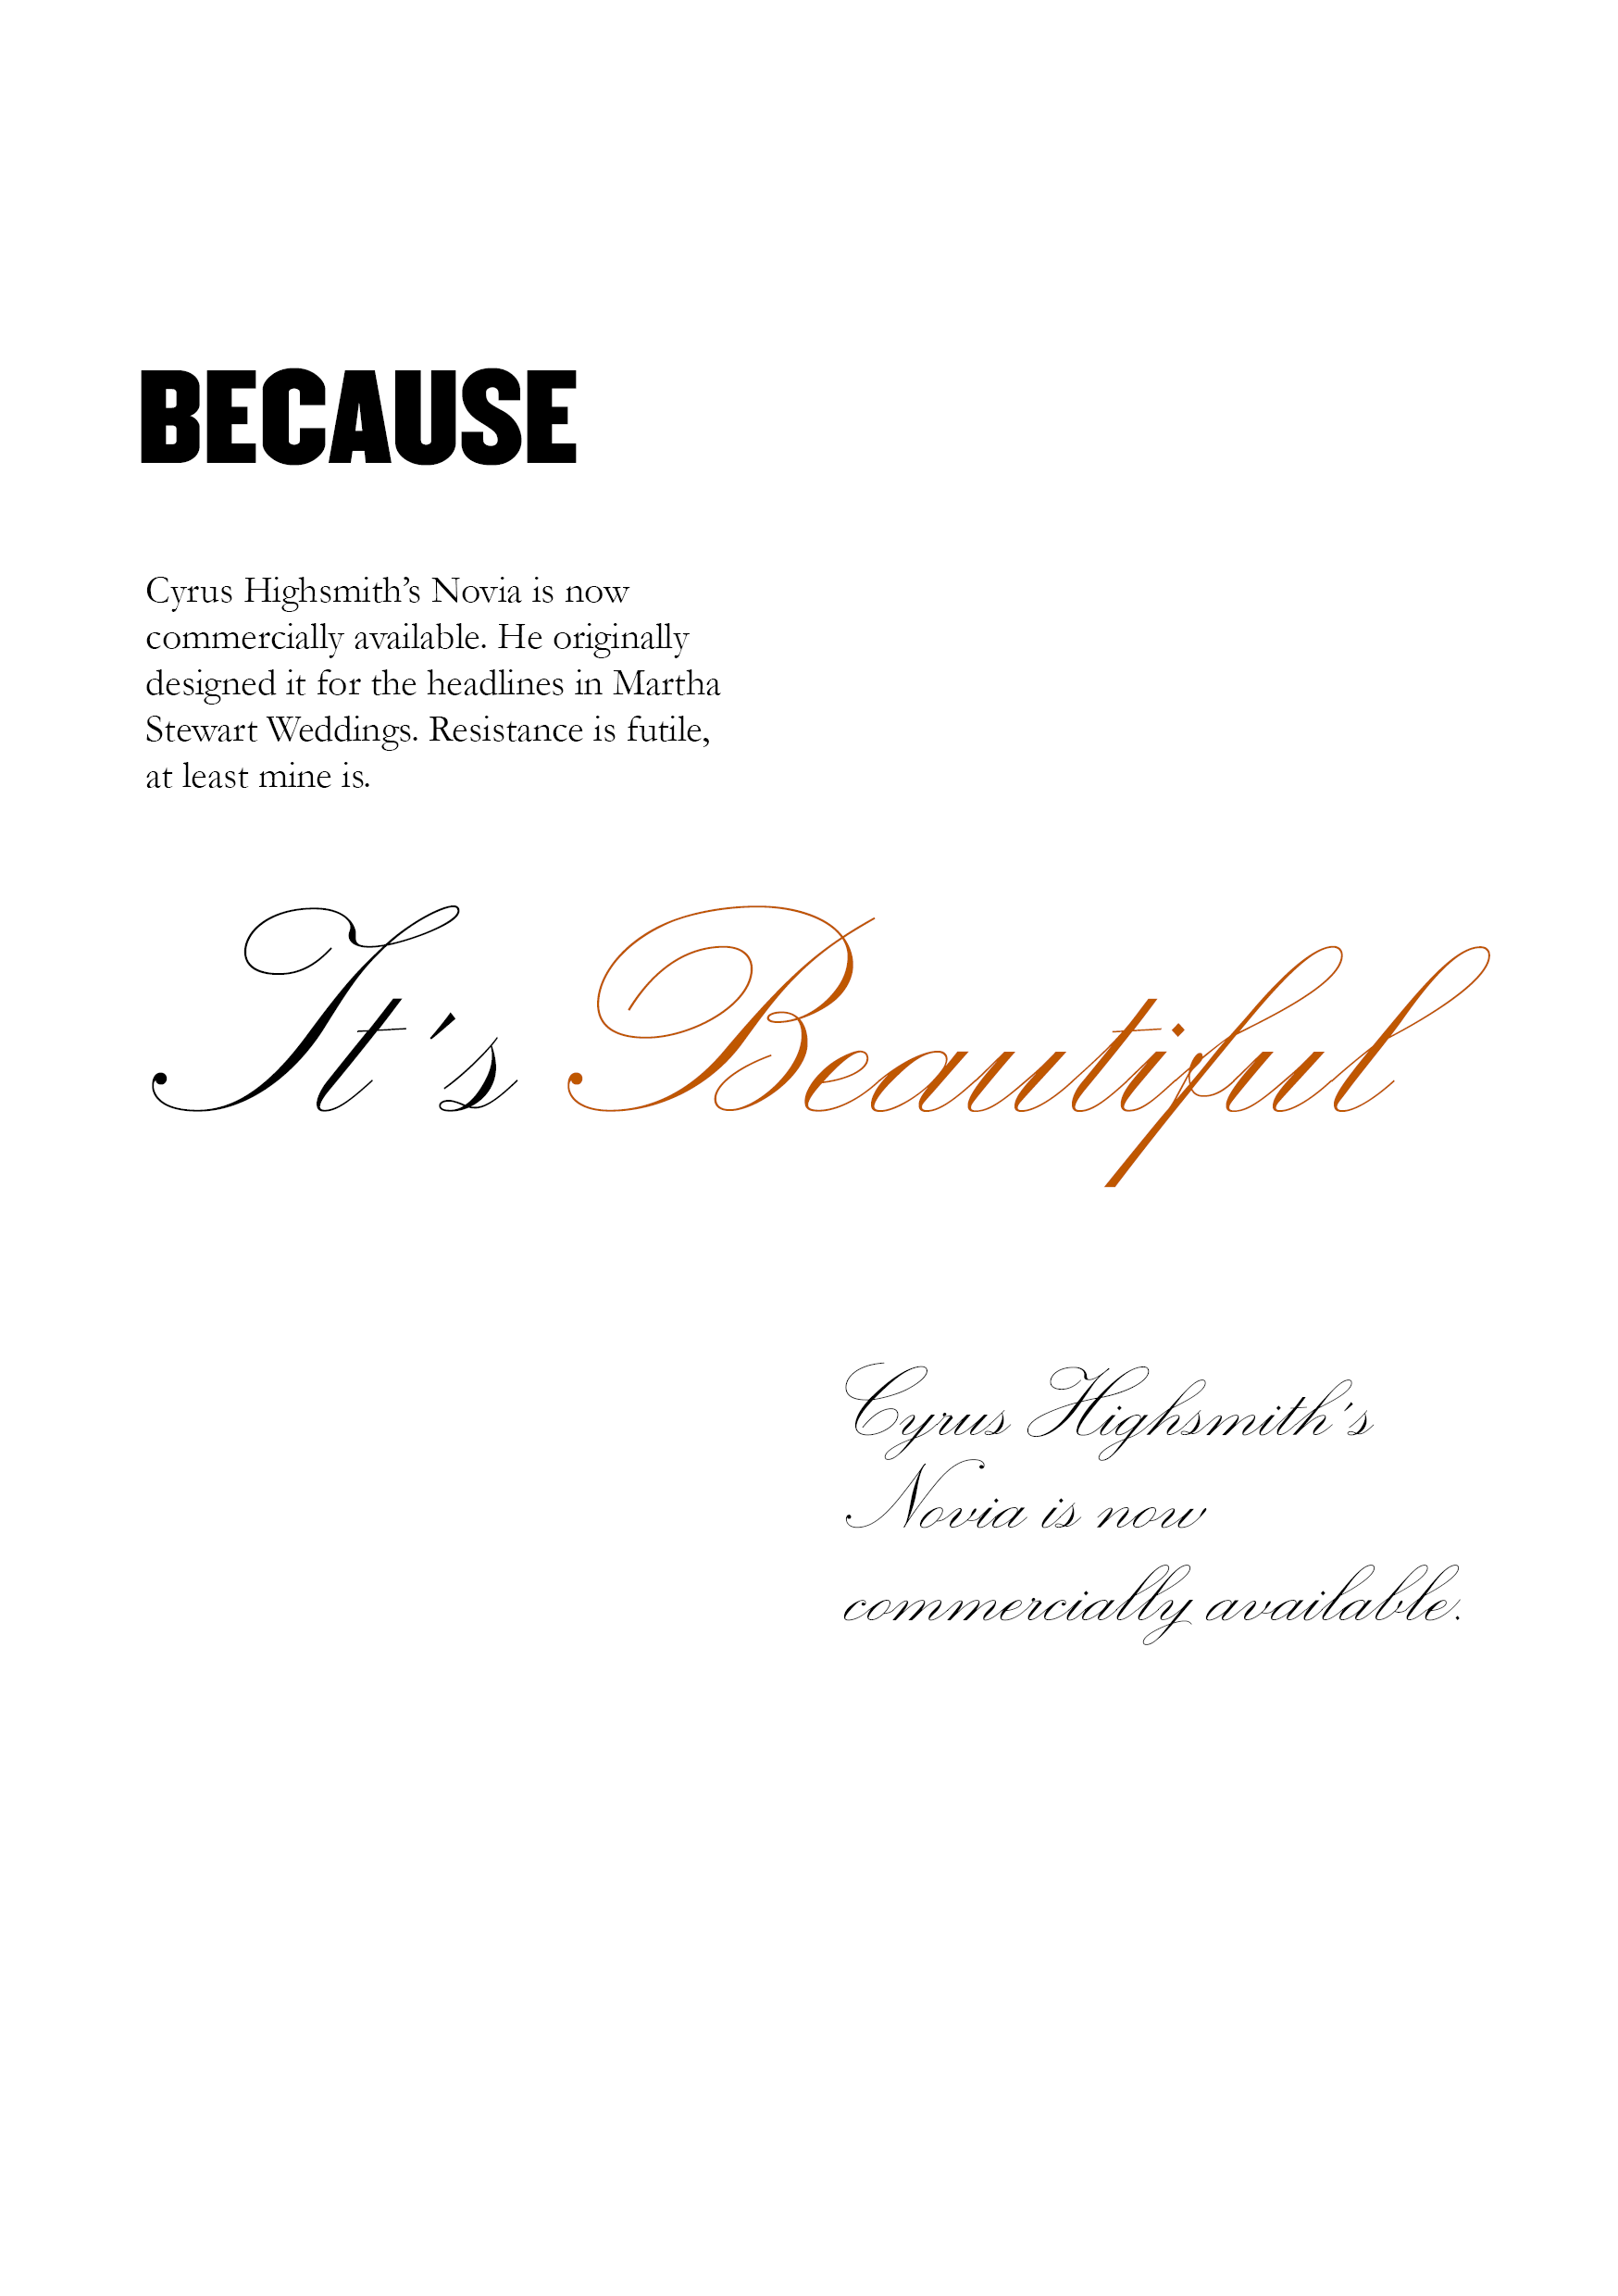 BECAUSE
Cyrus Highsmith’s Novia is now
commercially available. He originally
designed it for the headlines in Martha
Stewart Weddings. Resistance is futile,
at least mine is.
It's Beautiful
Cyrus Highsmith's
Novia is now
commercially available.